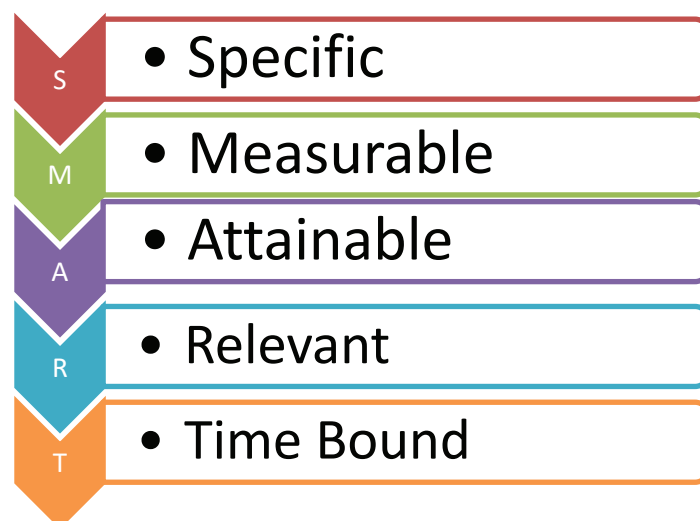 S • Specific
M • Measurable
A • Attainable
R • Relevant
T • Time Bound